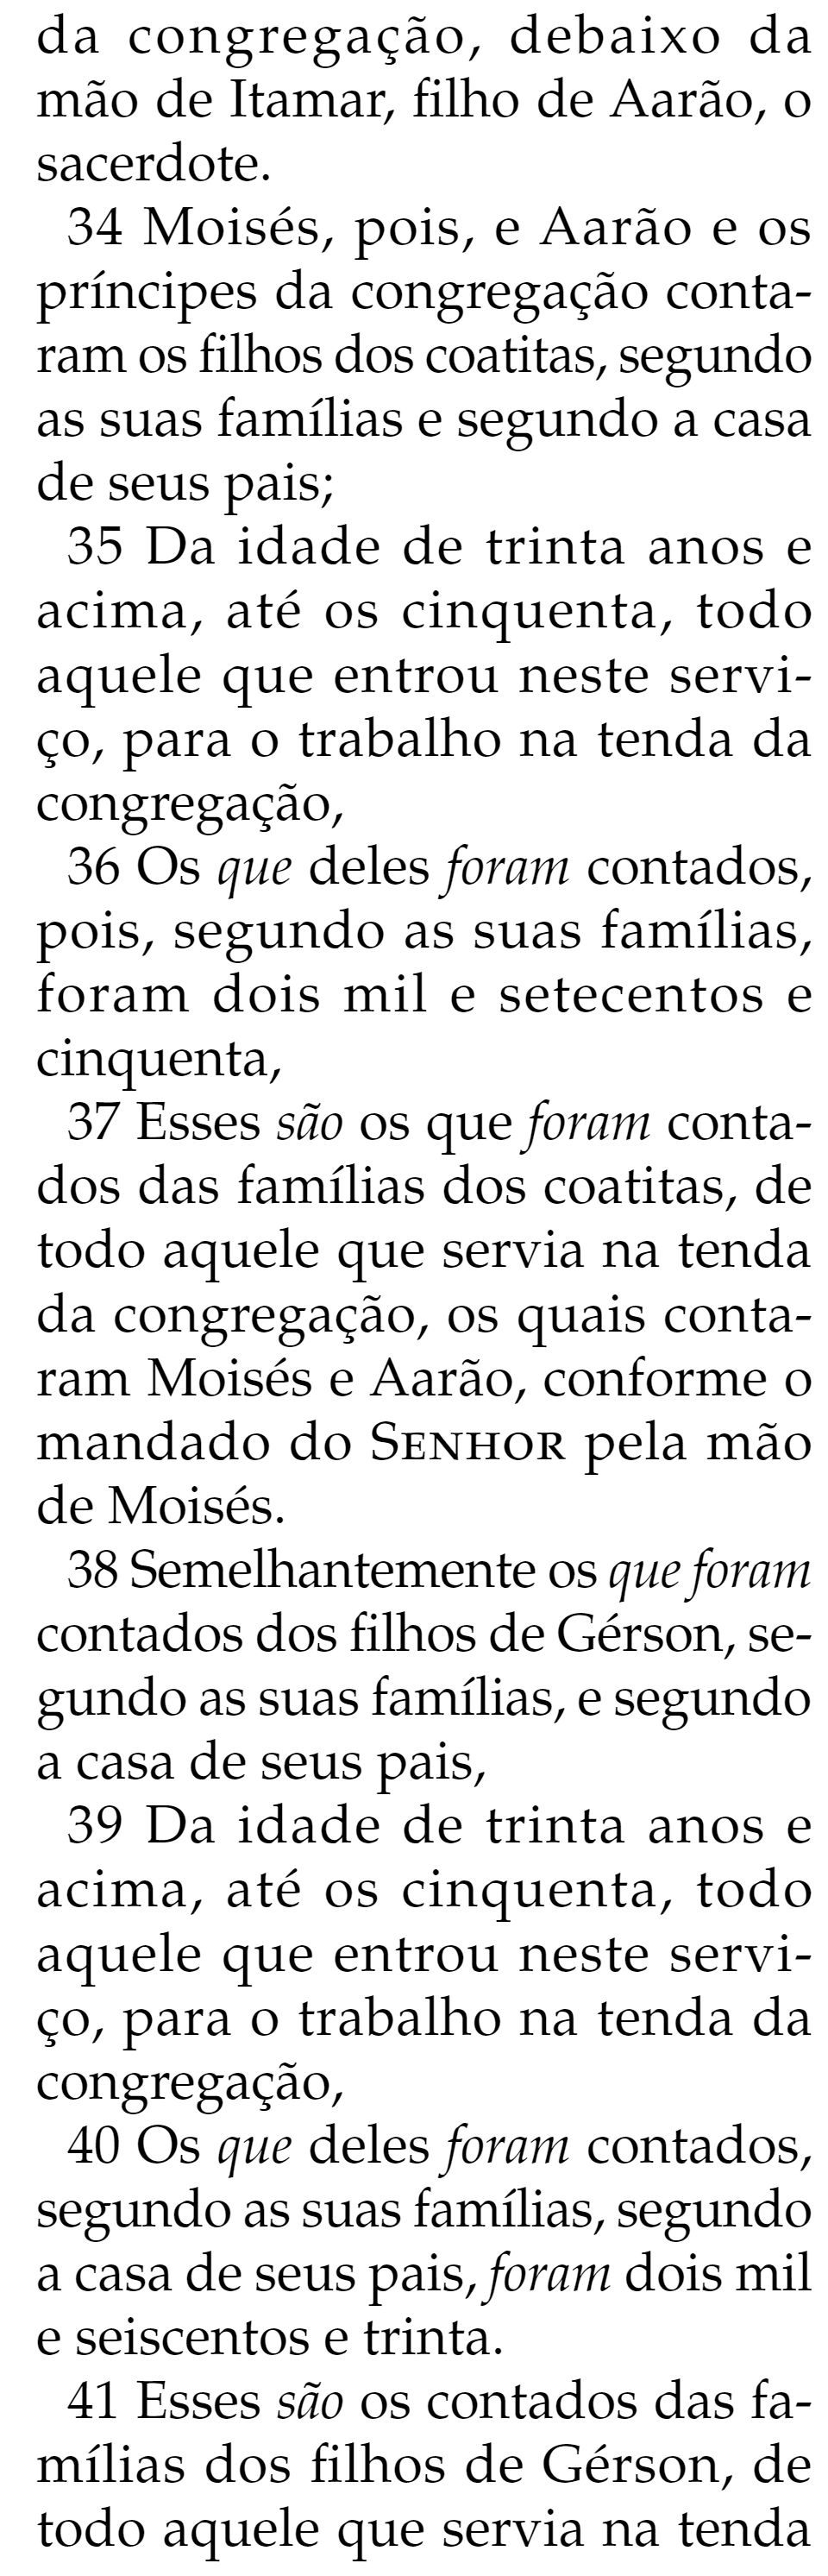 da congregação, debaixo da
mão de Itamar, filho de Aarão, o
sacerdote.
34 Moisés, pois, e Aarão e os
príncipes da congregação conta-
ram os filhos dos coatitas, segundo
as suas famílias e segundo a casa
de seus pais;
35 Da idade de trinta anos e
acima, até os cinquenta, todo
aquele que entrou neste servi-
ço, para o trabalho na tenda da
congregação,
36 Os que deles foram contados,
pois, segundo as suas famílias,
foram dois mil e setecentos e
cinquenta,
37 Esses são os que foram conta-
dos das famílias dos coatitas, de
todo aquele que servia na tenda
da congregação, os quais conta-
ram Moisés e Aarão, conforme o
mandado do SENHOR pela mão
de Moisés.
38 Semelhantemente os que foram
contados dos filhos de Gérson, se-
gundo as suas famílias, e segundo
a casa de seus pais,
39 Da idade de trinta anos e
acima, até os cinquenta, todo
aquele que entrou neste servi-
ço, para o trabalho na tenda da
congregação,
40 Os que deles foram contados,
segundo as suas famílias, segundo
a casa de seus pais, foram dois mil
e seiscentos e trinta.
41 Esses são os contados das fa-
mílias dos filhos de Gérson, de
todo aquele que servia na tenda